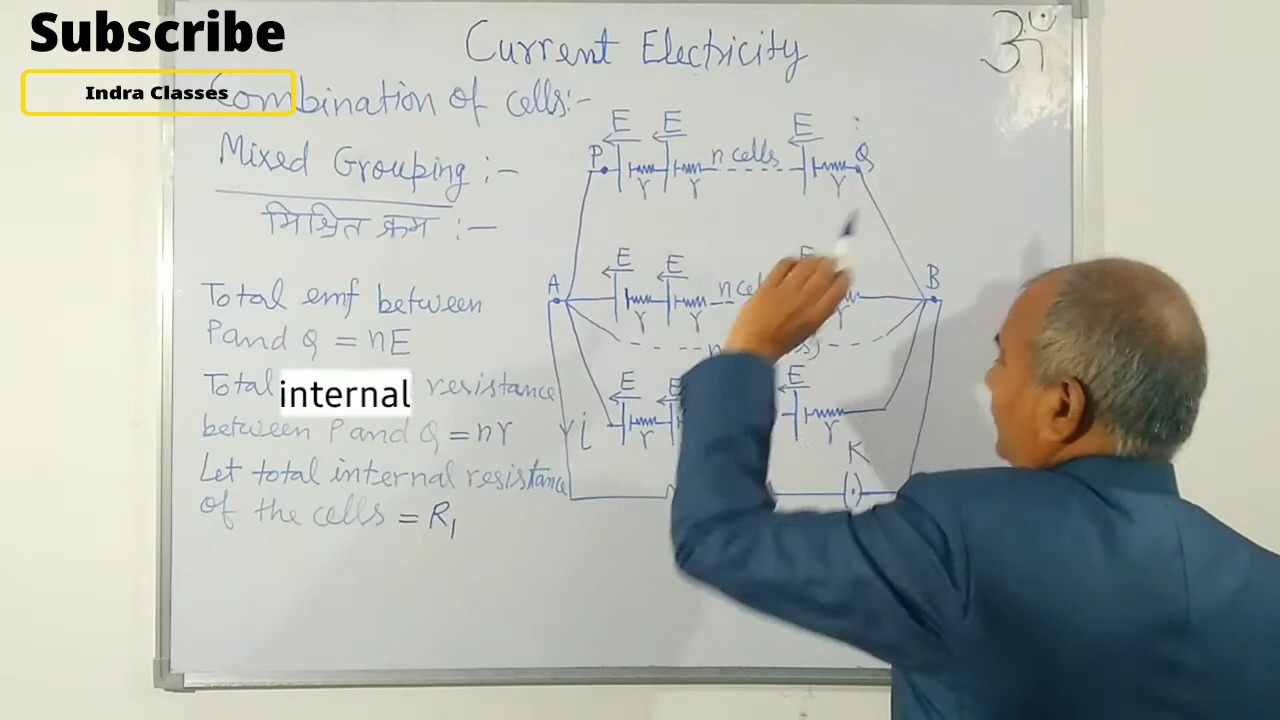 Subscribe
Indra Classes
Current Electricity
ॐ
Combination of cells:-
Mixed Grouping :-
मिश्रित क्रम :-
Total emf between
P and Q = nE
Total internal resistance
between P and Q = nr
Let total internal resistance
of the cells = R₁
E E E
P n cells Q
r r r
E E E
A B
r r r
E E E
r r r
i K